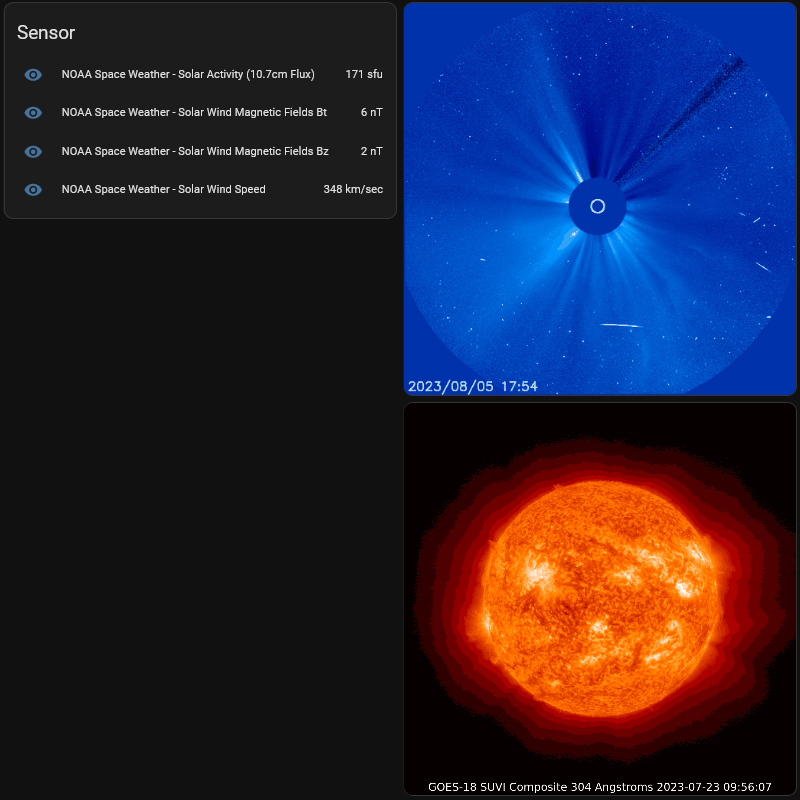 Sensor
NOAA Space Weather - Solar Activity (10.7cm Flux) 171 sfu
NOAA Space Weather - Solar Wind Magnetic Fields Bt 6 nT
NOAA Space Weather - Solar Wind Magnetic Fields Bz 2 nT
NOAA Space Weather - Solar Wind Speed 348 km/sec
2023/08/05 17:54
GOES-18 SUVI Composite 304 Angstroms 2023-07-23 09:56:07